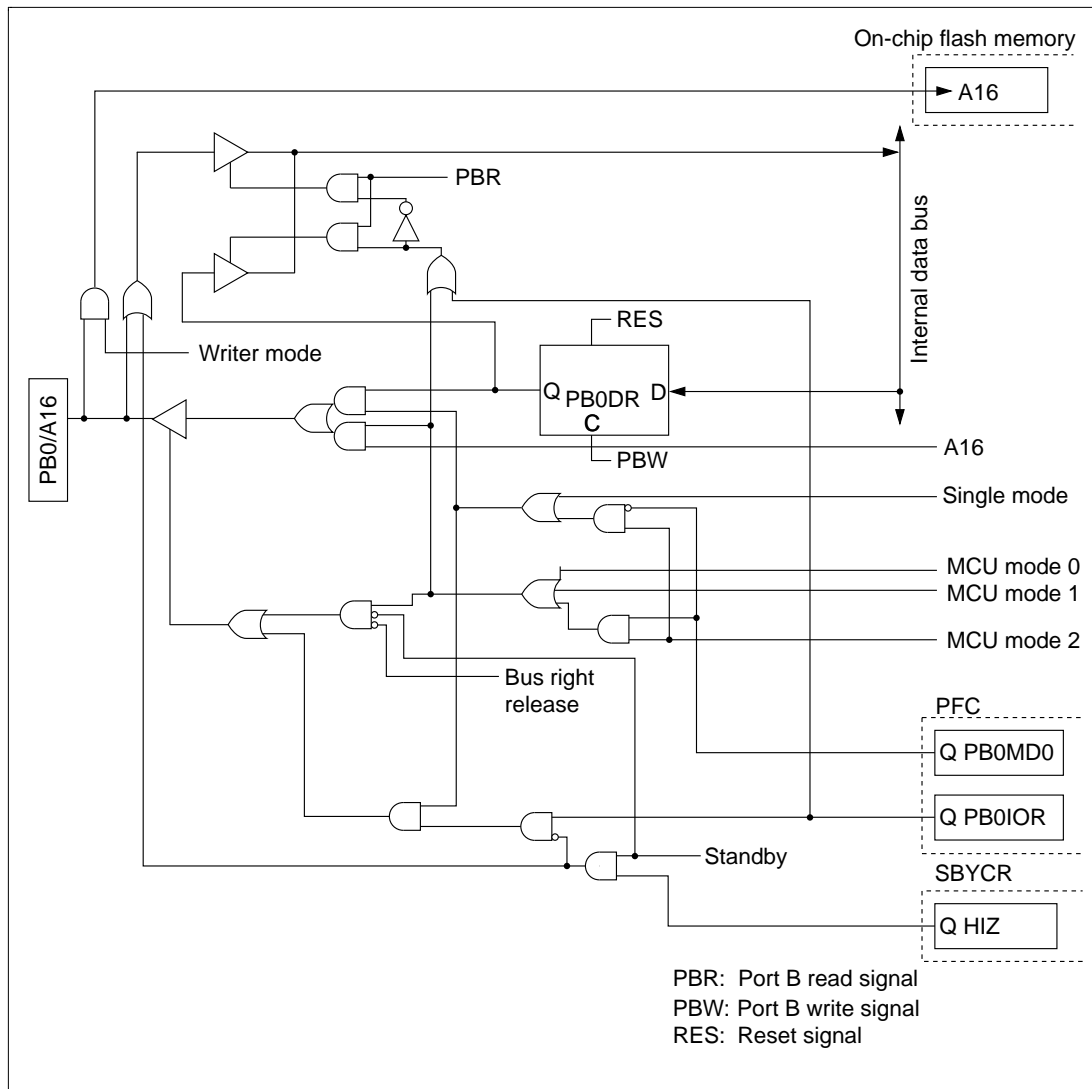 On-chip flash memory
A16
PBR
Internal data bus
RES
Writer mode
Q PB0DR D
C
PB0/A16
PBW
A16
Single mode
MCU mode 0
MCU mode 1
MCU mode 2
Bus right
release
PFC
Q PB0MD0
Q PB0IOR
Standby
SBYCR
Q HIZ
PBR: Port B read signal
PBW: Port B write signal
RES: Reset signal